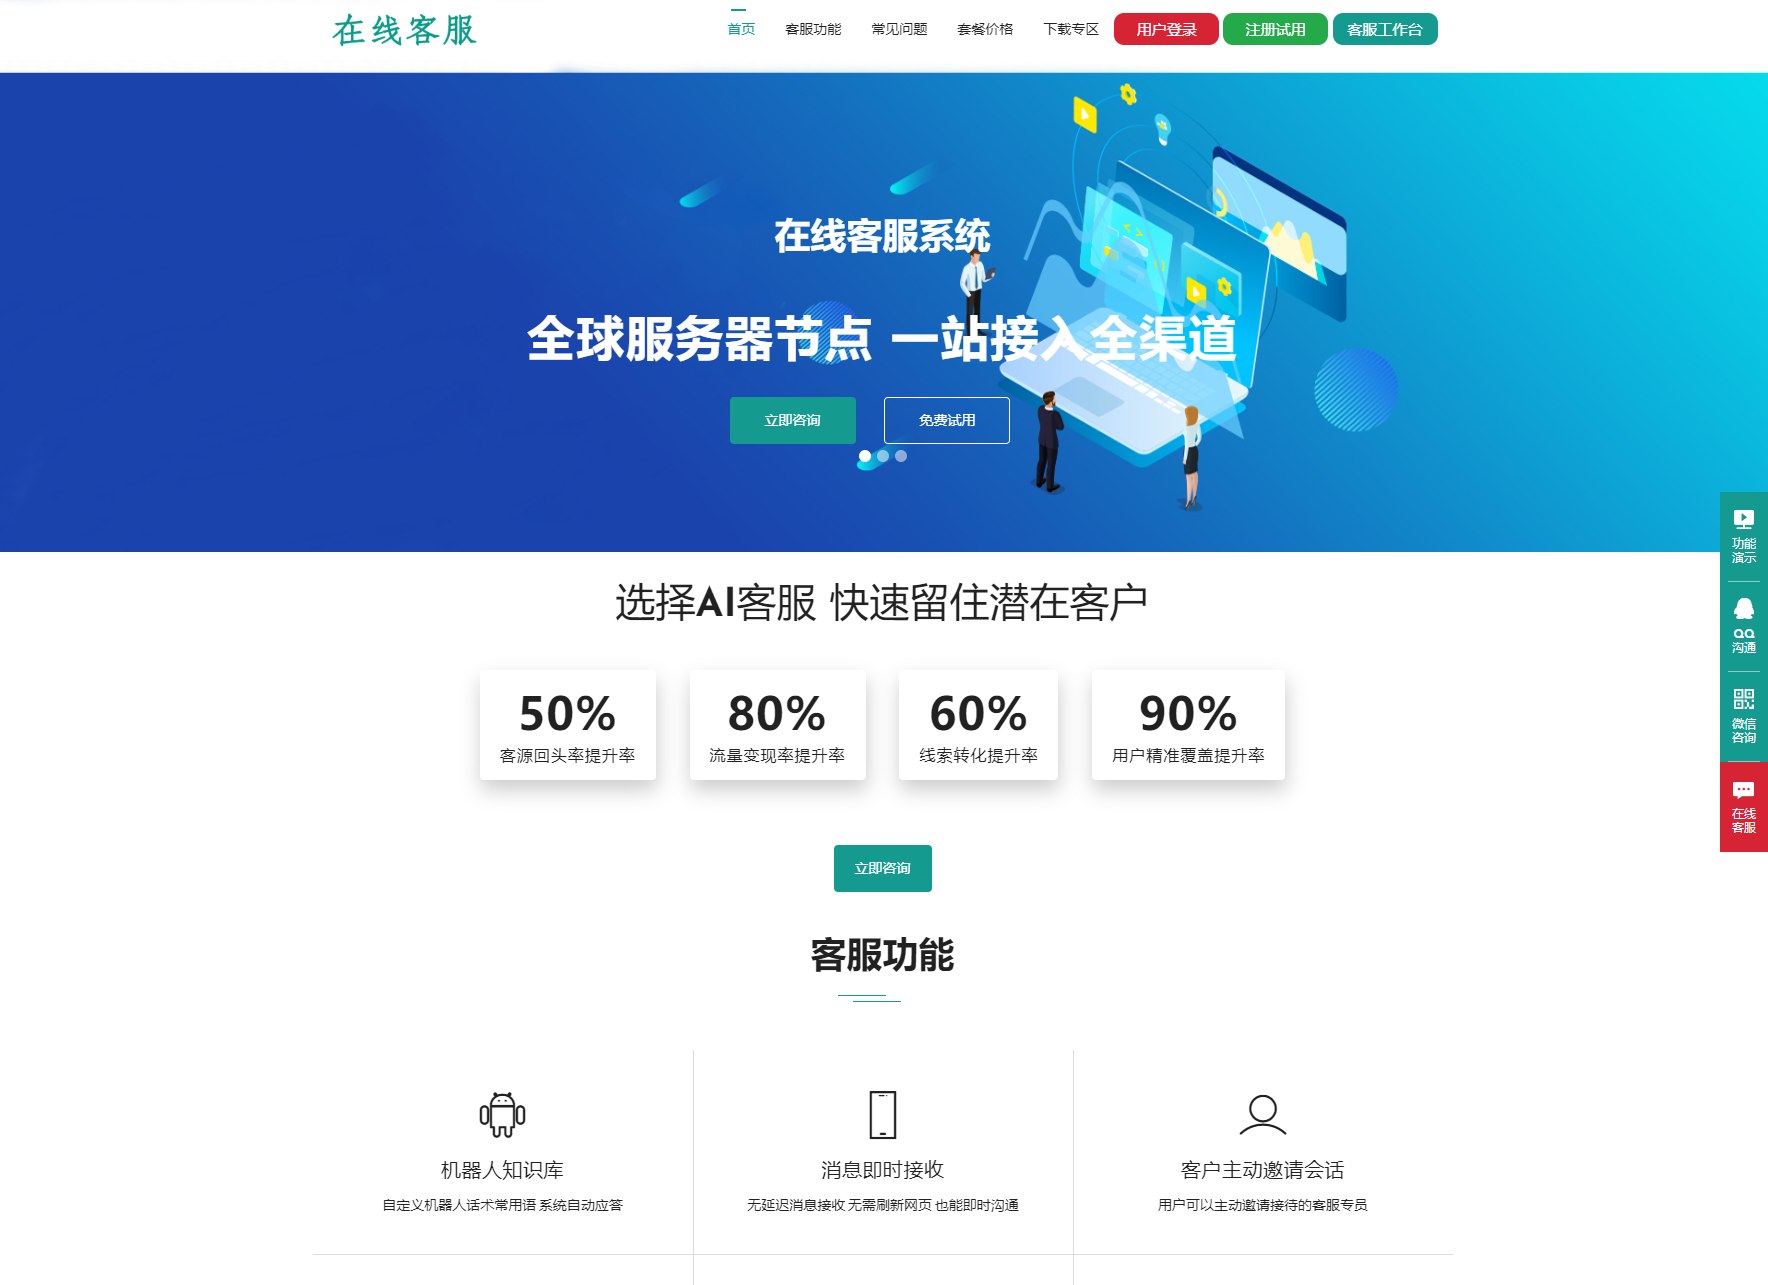 在线客服
首页 客服功能 常见问题 套餐价格 下载专区 用户登录 注册试用 客服工作台
在线客服系统
全球服务器节点 一站接入全渠道
立即咨询 免费试用
功能
演示
QQ
沟通
微信
咨询
在线
客服
选择AI客服 快速留住潜在客户
50% 80% 60% 90%
客源回头率提升率 流量变现率提升率 线索转化提升率 用户精准覆盖提升率
立即咨询
客服功能
机器人知识库 消息即时接收 客户主动邀请会话
自定义机器人话术常用语 系统自动应答 无延迟消息接收 无需刷新网页 也能即时沟通 用户可以主动邀请接待的客服专员